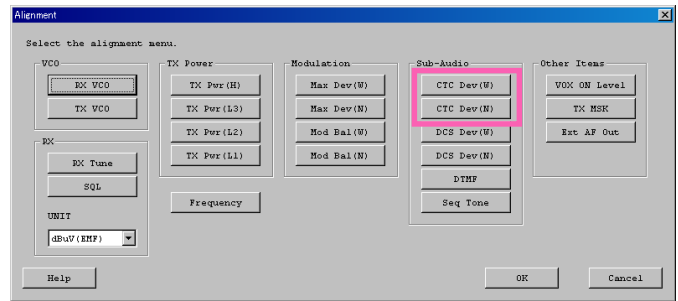 Alignment
Select the alignment menu.
VCO
RX VCO
TX VCO
RX
RX Tune
SQL
UNIT
dBuV(EMF)
TX Power
TX Pwr(H)
TX Pwr(L3)
TX Pwr(L2)
TX Pwr(L1)
Frequency
Modulation
Max Dev(W)
Max Dev(N)
Mod Bal(W)
Mod Bal(N)
Sub-Audio
CTC Dev(W)
CTC Dev(N)
DCS Dev(W)
DCS Dev(N)
DTMF
Seq Tone
Other Items
VOX ON Level
TX MSK
Ext AF Out
Help
OK
Cancel